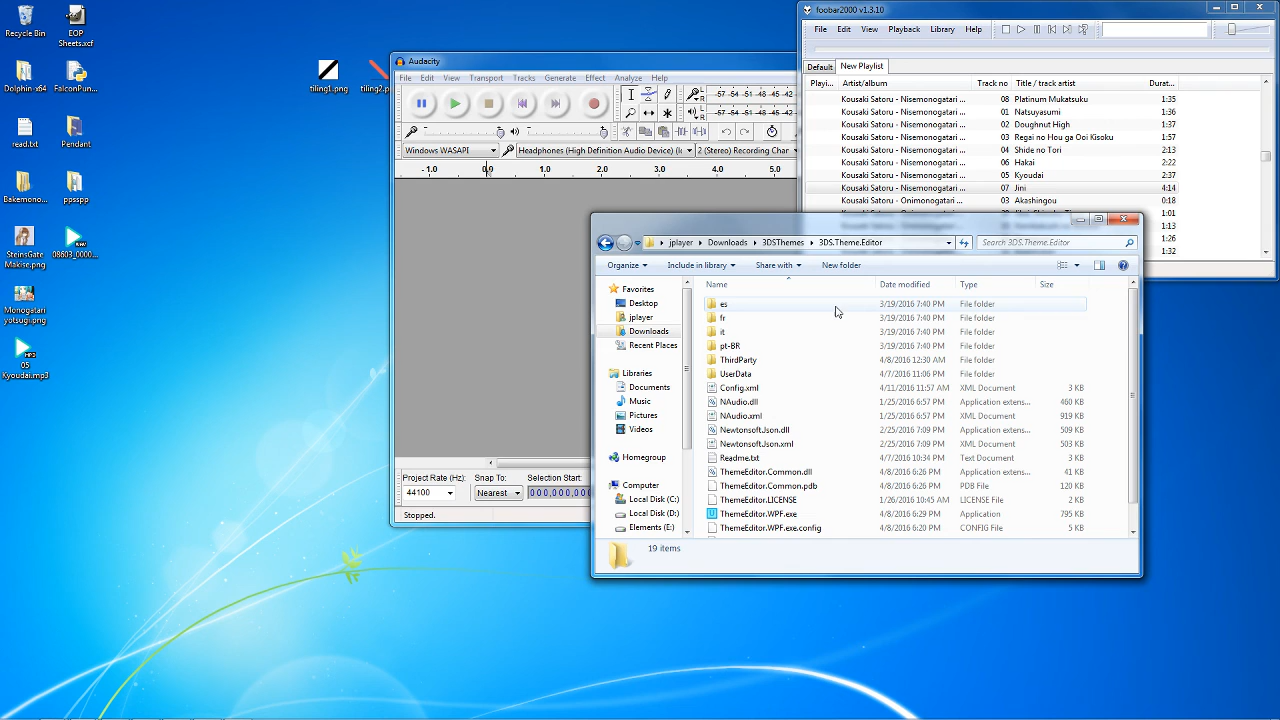 Recycle Bin
EOP Sheets.xcf
Dolphin-x64
FalconPun...
read.txt
Pendant
Bakemono...
ppsspp
SteinsGate Makise.png
08603_0000...
Monogatari yotsugi.png
05 Kyoudai.mp3
tiling1.png
tiling2.p
Audacity
File Edit View Transport Tracks Generate Effect Analyze Help
L R -57 -54 -51 -48 -45 -42
L R -57 -54 -51 -48 -45 -42
Windows WASAPI
Headphones (High Definition Audio Device) (l
2 (Stereo) Recording Chan
- 1.0 0.0 1.0 2.0 3.0 4.0 5.0
Project Rate (Hz): Snap To: Selection Start:
44100 Nearest 000,000,000
Stopped.
foobar2000 v1.3.10
File Edit View Playback Library Help
Default New Playlist
Playi... Artist/album Track no Title / track artist Durat...
Kousaki Satoru - Nisemonogatari ... 08 Platinum Mukatsuku 1:35
Kousaki Satoru - Nisemonogatari ... 01 Natsuyasumi 1:36
Kousaki Satoru - Nisemonogatari ... 02 Doughnut High 1:37
Kousaki Satoru - Nisemonogatari ... 03 Regai no Hou ga Ooi Kisoku 1:57
Kousaki Satoru - Nisemonogatari ... 04 Shide no Tori 2:13
Kousaki Satoru - Nisemonogatari ... 06 Hakai 2:22
Kousaki Satoru - Nisemonogatari ... 05 Kyoudai 2:37
Kousaki Satoru - Nisemonogatari ... 07 Jini 4:14
Kousaki Satoru - Onimonogatari ... 03 Akashingou 0:18
1:01
1:13
1:26
1:32
jplayer Downloads 3DSThemes 3DS.Theme.Editor
Search 3DS.Theme.Editor
Organize Include in library Share with New folder
Favorites
Desktop
jplayer
Downloads
Recent Places
Libraries
Documents
Music
Pictures
Videos
Homegroup
Computer
Local Disk (C:)
Local Disk (D:)
Elements (E:)
Name Date modified Type Size
es 3/19/2016 7:40 PM File folder
fr 3/19/2016 7:40 PM File folder
it 3/19/2016 7:40 PM File folder
pt-BR 3/19/2016 7:40 PM File folder
ThirdParty 4/8/2016 12:30 AM File folder
UserData 4/7/2016 11:06 PM File folder
Config.xml 4/11/2016 11:57 AM XML Document 3 KB
NAudio.dll 1/25/2016 6:57 PM Application extens... 460 KB
NAudio.xml 1/25/2016 6:57 PM XML Document 919 KB
Newtonsoft.Json.dll 2/25/2016 7:09 PM Application extens... 509 KB
Newtonsoft.Json.xml 2/25/2016 7:09 PM XML Document 503 KB
Readme.txt 4/7/2016 10:34 PM Text Document 3 KB
ThemeEditor.Common.dll 4/8/2016 6:26 PM Application extens... 41 KB
ThemeEditor.Common.pdb 4/8/2016 6:26 PM PDB File 120 KB
ThemeEditor.LICENSE 1/26/2016 10:45 AM LICENSE File 2 KB
ThemeEditor.WPF.exe 4/8/2016 6:29 PM Application 795 KB
ThemeEditor.WPF.exe.config 4/8/2016 6:20 PM CONFIG File 5 KB
19 items